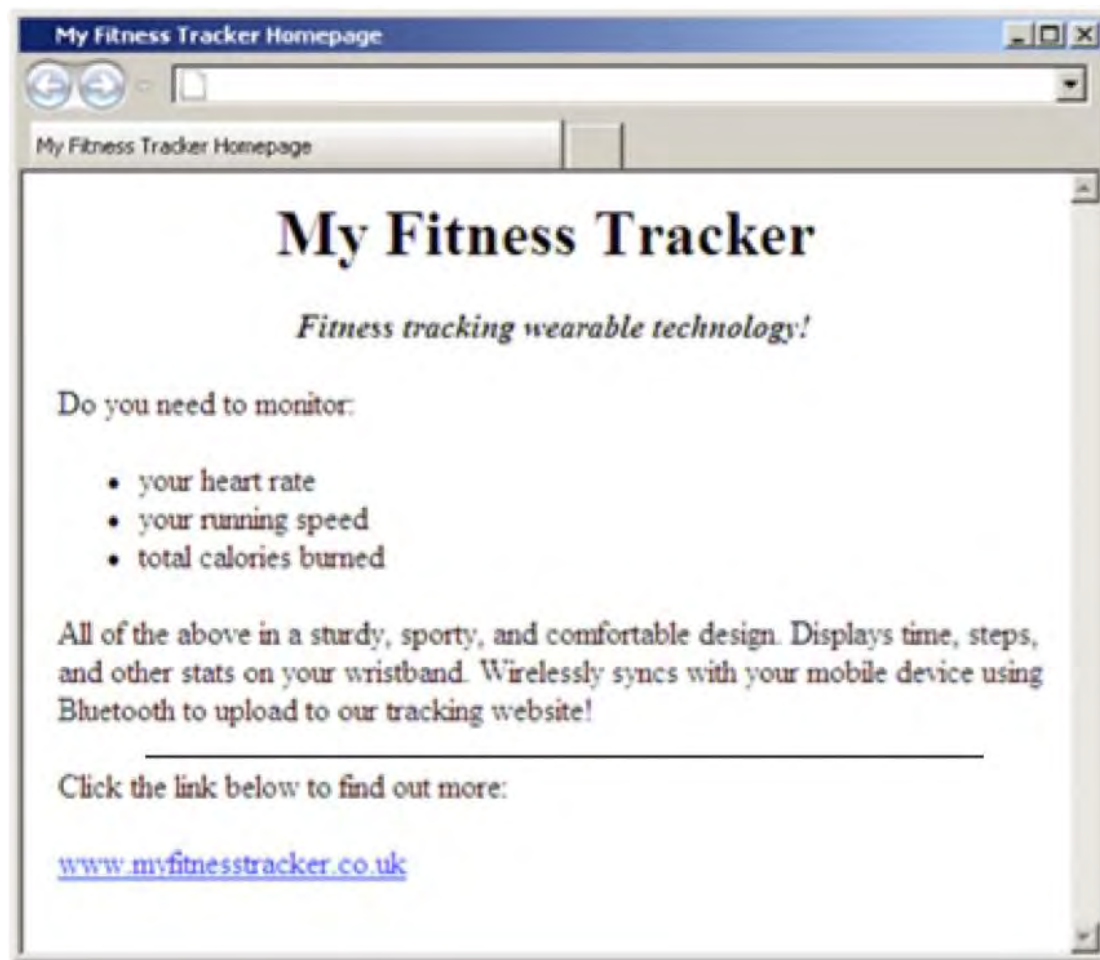 My Fitness Tracker Homepage
My Fitness Tracker Homepage
My Fitness Tracker
Fitness tracking wearable technology!
Do you need to monitor:
• your heart rate
• your running speed
• total calories burned
All of the above in a sturdy, sporty, and comfortable design. Displays time, steps,
and other stats on your wristband. Wirelessly syncs with your mobile device using
Bluetooth to upload to our tracking website!
Click the link below to find out more:
www.myfitnesstracker.co.uk